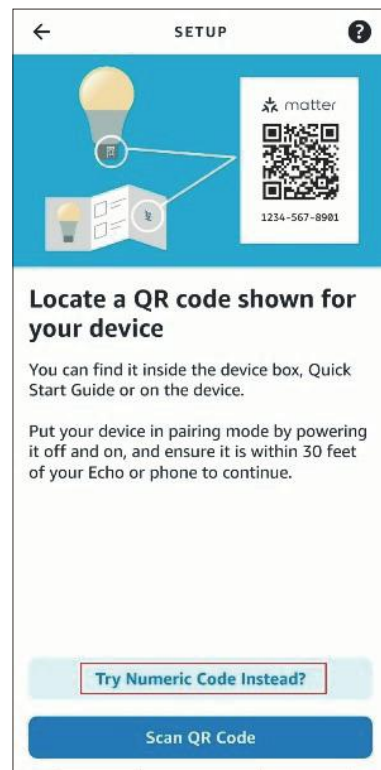 SETUP
?
matter
1234-567-8901
Locate a QR code shown for
your device
You can find it inside the device box, Quick
Start Guide or on the device.
Put your device in pairing mode by powering
it off and on, and ensure it is within 30 feet
of your Echo or phone to continue.
Try Numeric Code Instead?
Scan QR Code